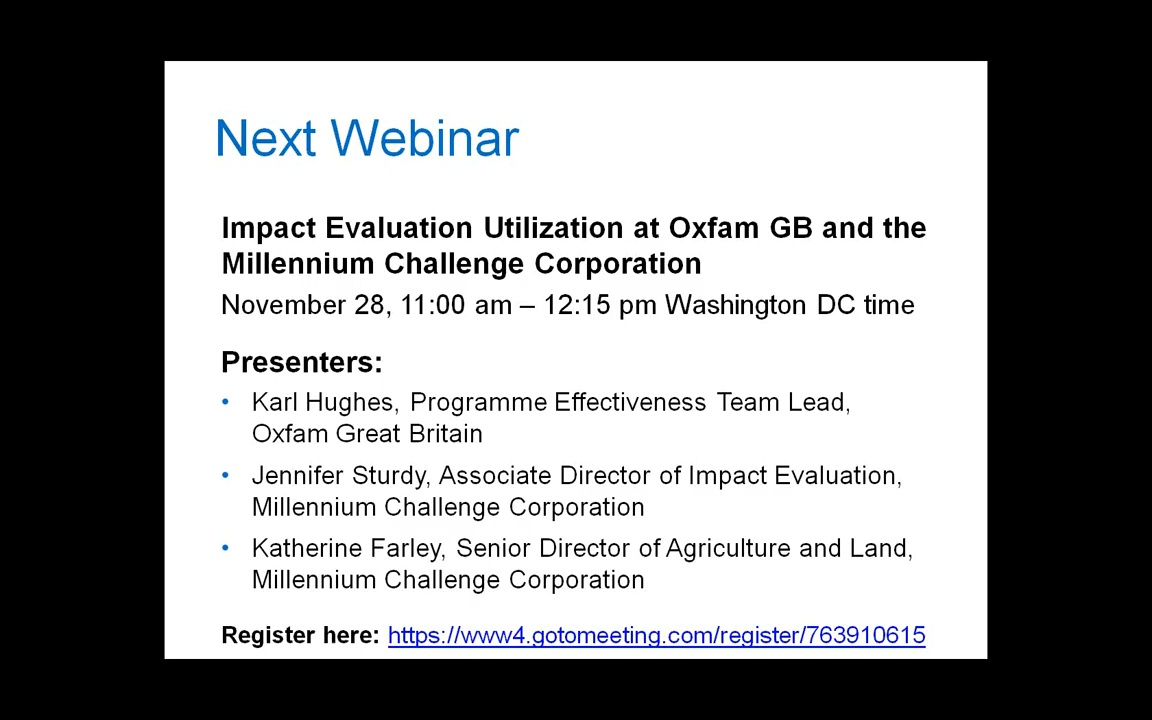 Next Webinar
Impact Evaluation Utilization at Oxfam GB and the
Millennium Challenge Corporation
November 28, 11:00 am – 12:15 pm Washington DC time
Presenters:
• Karl Hughes, Programme Effectiveness Team Lead,
Oxfam Great Britain
• Jennifer Sturdy, Associate Director of Impact Evaluation,
Millennium Challenge Corporation
• Katherine Farley, Senior Director of Agriculture and Land,
Millennium Challenge Corporation
Register here: https://www4.gotomeeting.com/register/763910615